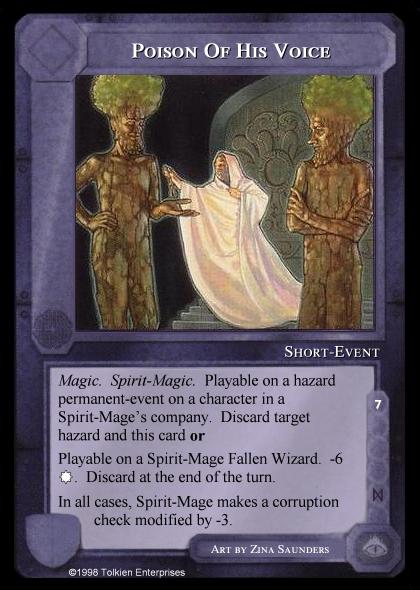 Poison Of His Voice
Short-Event
Magic. Spirit-Magic. Playable on a hazard
permanent-event on a character in a
Spirit-Mage's company. Discard target
hazard and this card or
Playable on a Spirit-Mage Fallen Wizard. -6
. Discard at the end of the turn.
In all cases, Spirit-Mage makes a corruption
check modified by -3.
7
Art by Zina Saunders
©1998 Tolkien Enterprises